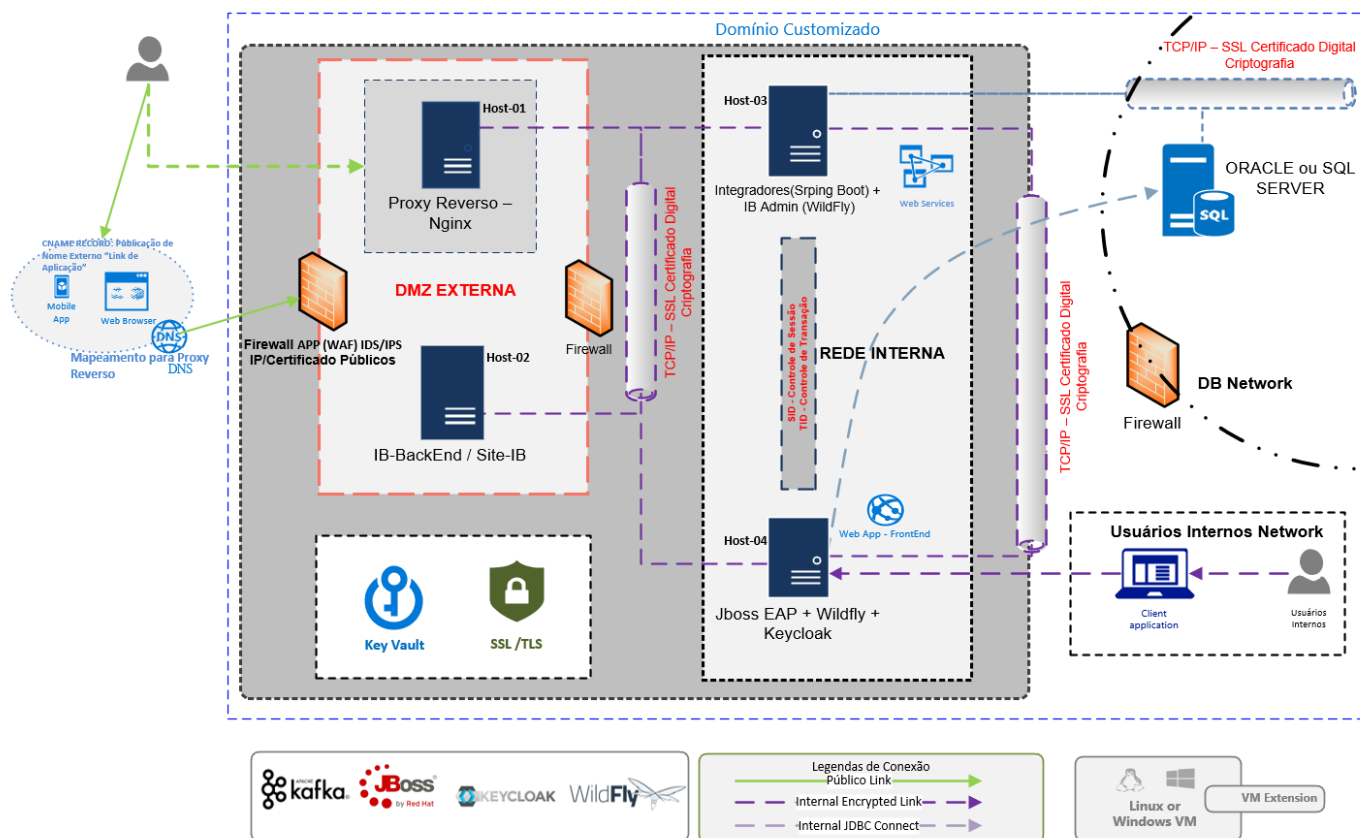 Domínio Customizado
TCP/IP – SSL Certificado Digital
Criptografia
Host-01
Proxy Reverso –
Nginx
Host-03
Integradores(Srping Boot) +
IB Admin (WildFly)
Web Services
ORACLE ou SQL
SERVER
SQL
CNAME RECORD: Públicação de
Nome Externo “Link de
Aplicação”
Mobile
App
Web Browser
DNS
Mapeamento para Proxy
Reverso
DNS
DMZ EXTERNA
Firewall APP (WAF) IDS/IPS
IP/Certificado Públicos
Firewall
Host-02
IB-BackEnd / Site-IB
TCP/IP – SSL Certificado Digital
Criptografia
SID - Controle de Sessão
TID - Controle de Transação
REDE INTERNA
TCP/IP – SSL Certificado Digital
Criptografia
DB Network
Firewall
Web App - FrontEnd
Host-04
Jboss EAP + Wildfly +
Keycloak
Usuários Internos Network
Client
application
Usuários
Internos
Key Vault
SSL /TLS
APACHE
kafka
JBoss
by Red Hat
KEYCLOAK
WildFly
Legendas de Conexão
Público Link
Internal Encrypted Link
Internal JDBC Connect
Linux or
Windows VM
VM Extension